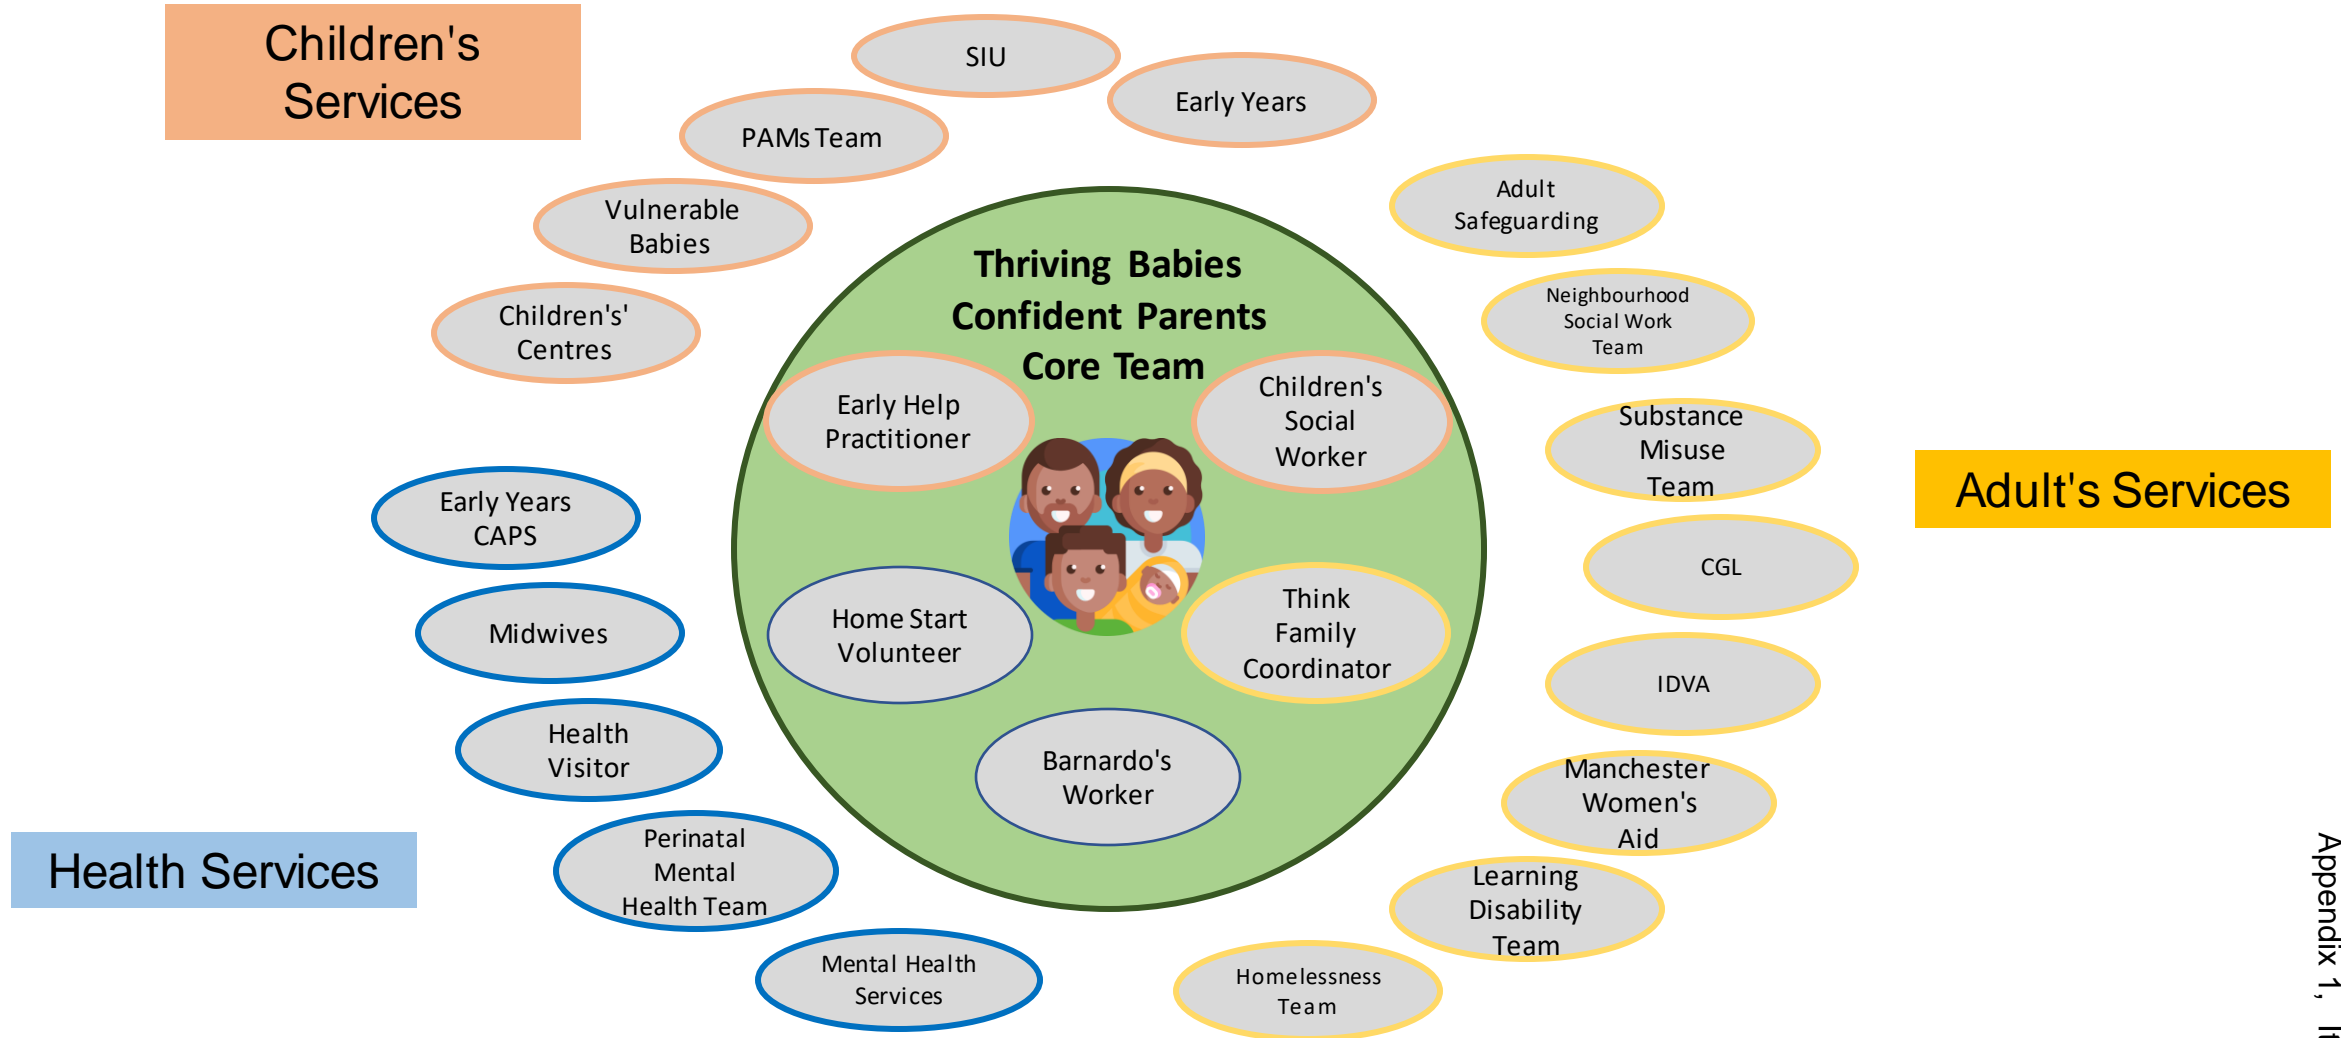 Children's
Services
SIU
Early Years
PAMs Team
Vulnerable
Babies
Children's'
Centres
Adult
Safeguarding
Neighbourhood
Social Work
Team
Substance
Misuse
Team
CGL
IDVA
Manchester
Women's
Aid
Learning
Disability
Team
Homelessness
Team
Adult's Services
Thriving Babies
Confident Parents
Core Team
Early Help
Practitioner
Children's
Social
Worker
Home Start
Volunteer
Think
Family
Coordinator
Barnardo's
Worker
Early Years
CAPS
Midwives
Health
Visitor
Perinatal
Mental
Health Team
Mental Health
Services
Health Services
Appendix 1,